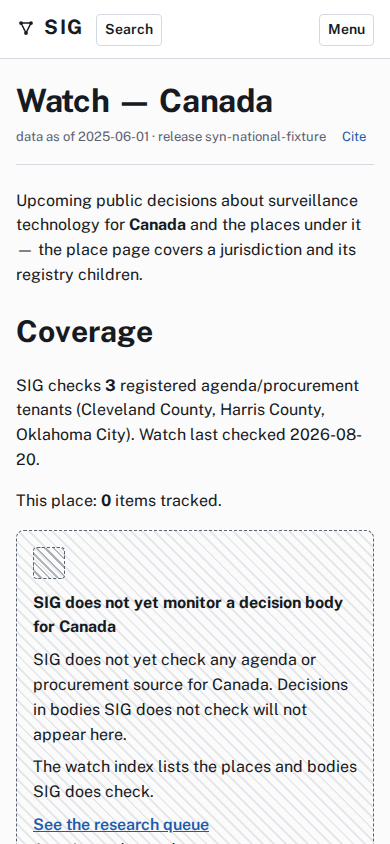 SIG
Search
Menu
Watch — Canada
data as of 2025-06-01 · release syn-national-fixture
Cite
Upcoming public decisions about surveillance
technology for Canada and the places under it
— the place page covers a jurisdiction and its
registry children.
Coverage
SIG checks 3 registered agenda/procurement
tenants (Cleveland County, Harris County,
Oklahoma City). Watch last checked 2026-08-
20.
This place: 0 items tracked.
SIG does not yet monitor a decision body
for Canada
SIG does not yet check any agenda or
procurement source for Canada. Decisions
in bodies SIG does not check will not
appear here.
The watch index lists the places and bodies
SIG does check.
See the research queue